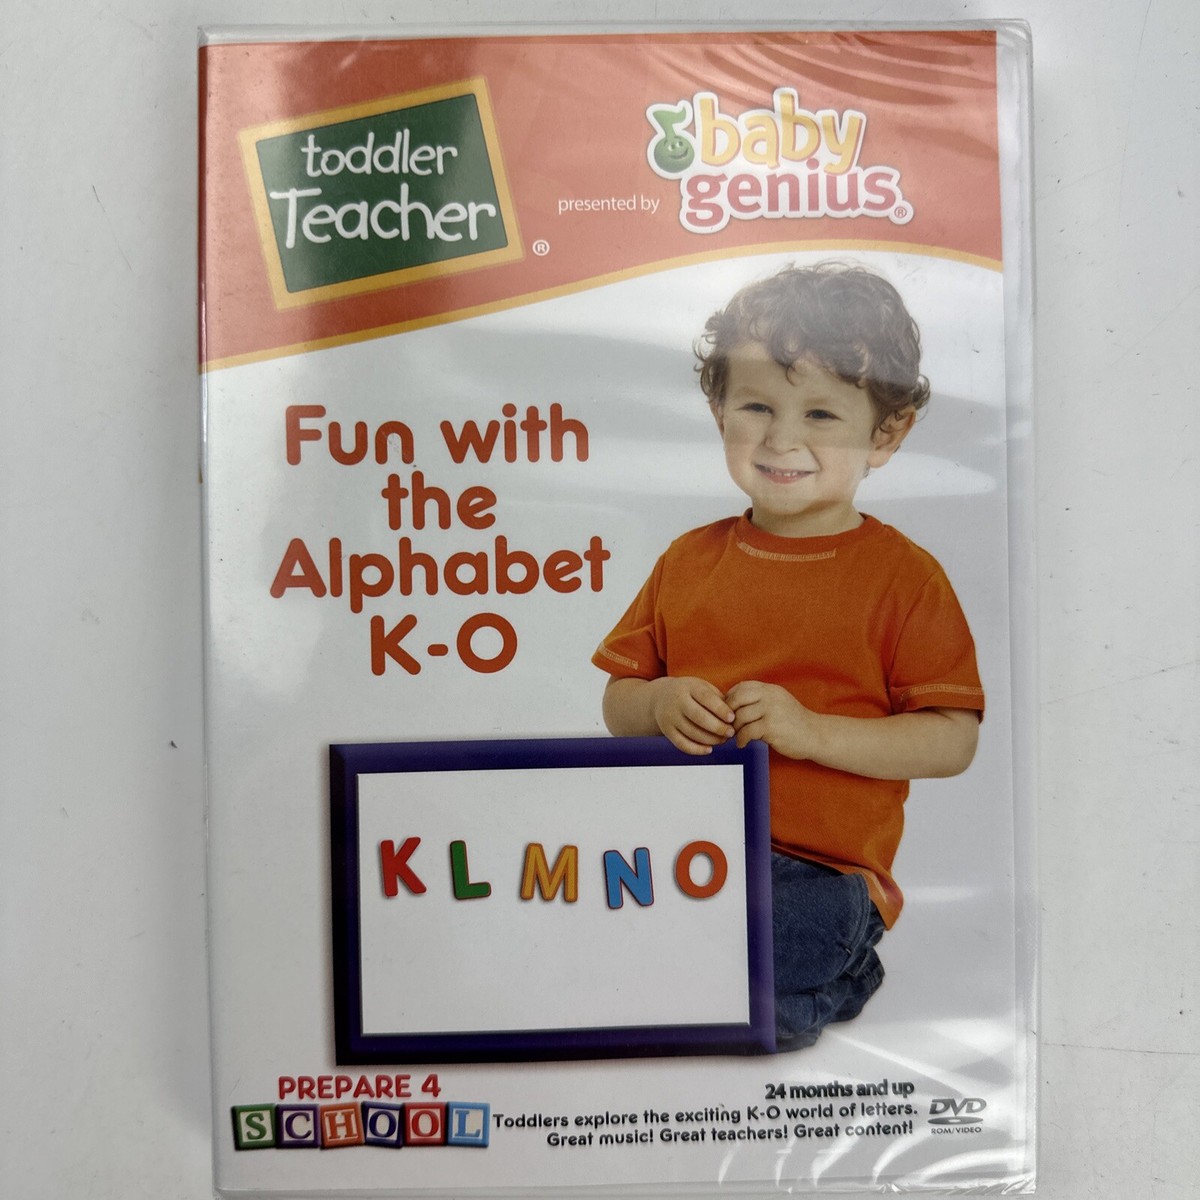 toddler
Teacher
®
presented by
baby
genius®
Fun with
the
Alphabet
K-O
K L M N O
PREPARE 4
SCHOOL
24 months and up
Toddlers explore the exciting K-O world of letters.
Great music! Great teachers! Great content!
DVD
ROM/VIDEO